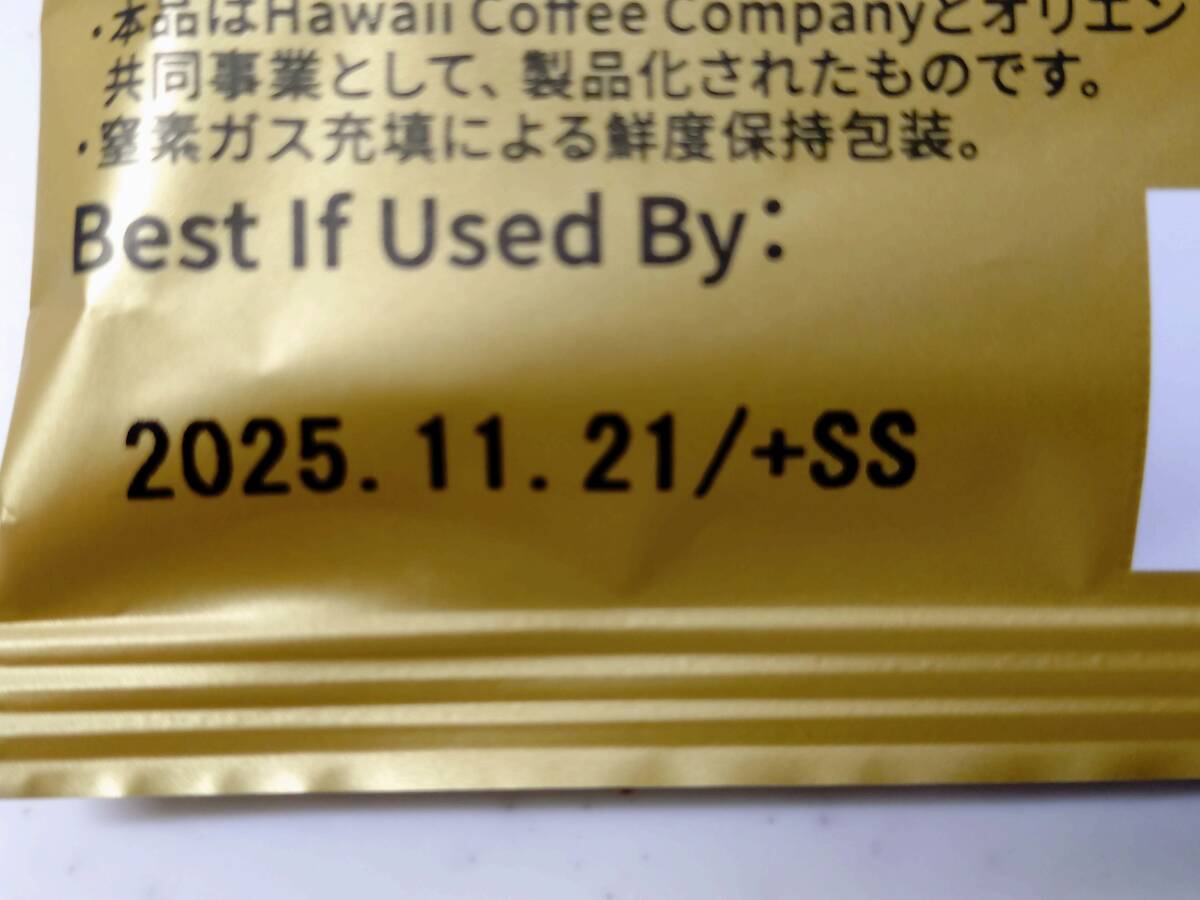 ・本品はHawaii Coffee Companyとオリエン
共同事業として、製品化されたものです。
・窒素ガス充填による鮮度保持包装。
Best If Used By:
2025.11.21/+SS